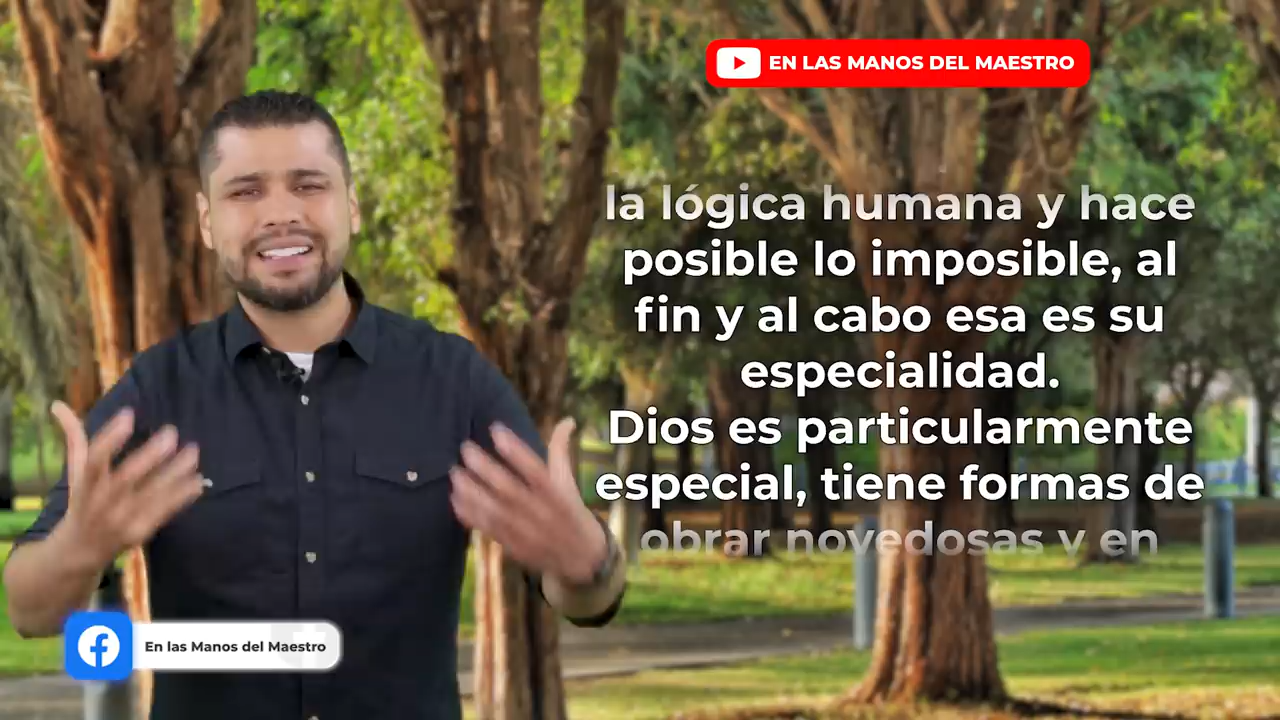 EN LAS MANOS DEL MAESTRO
la lógica humana y hace
posible lo imposible, al
fin y al cabo esa es su
especialidad.
Dios es particularmente
especial, tiene formas de
obrar novedosas y en
En las Manos del Maestro